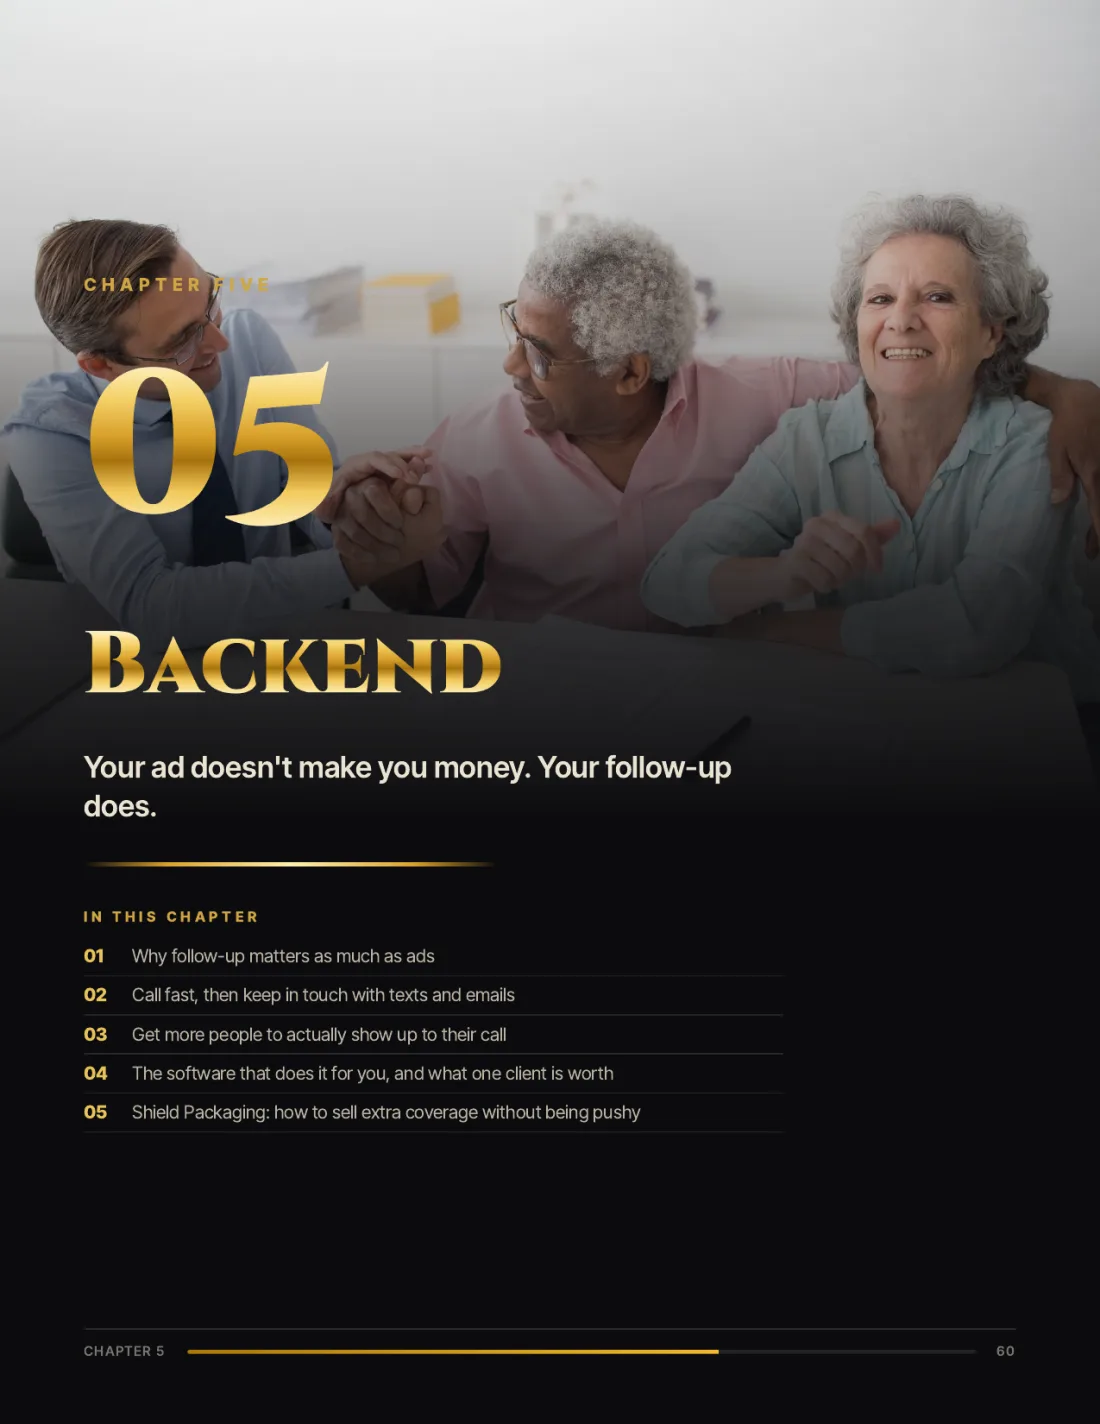 CHAPTER FIVE
05
BACKEND
Your ad doesn't make you money. Your follow-up
does.
IN THIS CHAPTER
01 Why follow-up matters as much as ads
02 Call fast, then keep in touch with texts and emails
03 Get more people to actually show up to their call
04 The software that does it for you, and what one client is worth
05 Shield Packaging: how to sell extra coverage without being pushy
CHAPTER 5 60